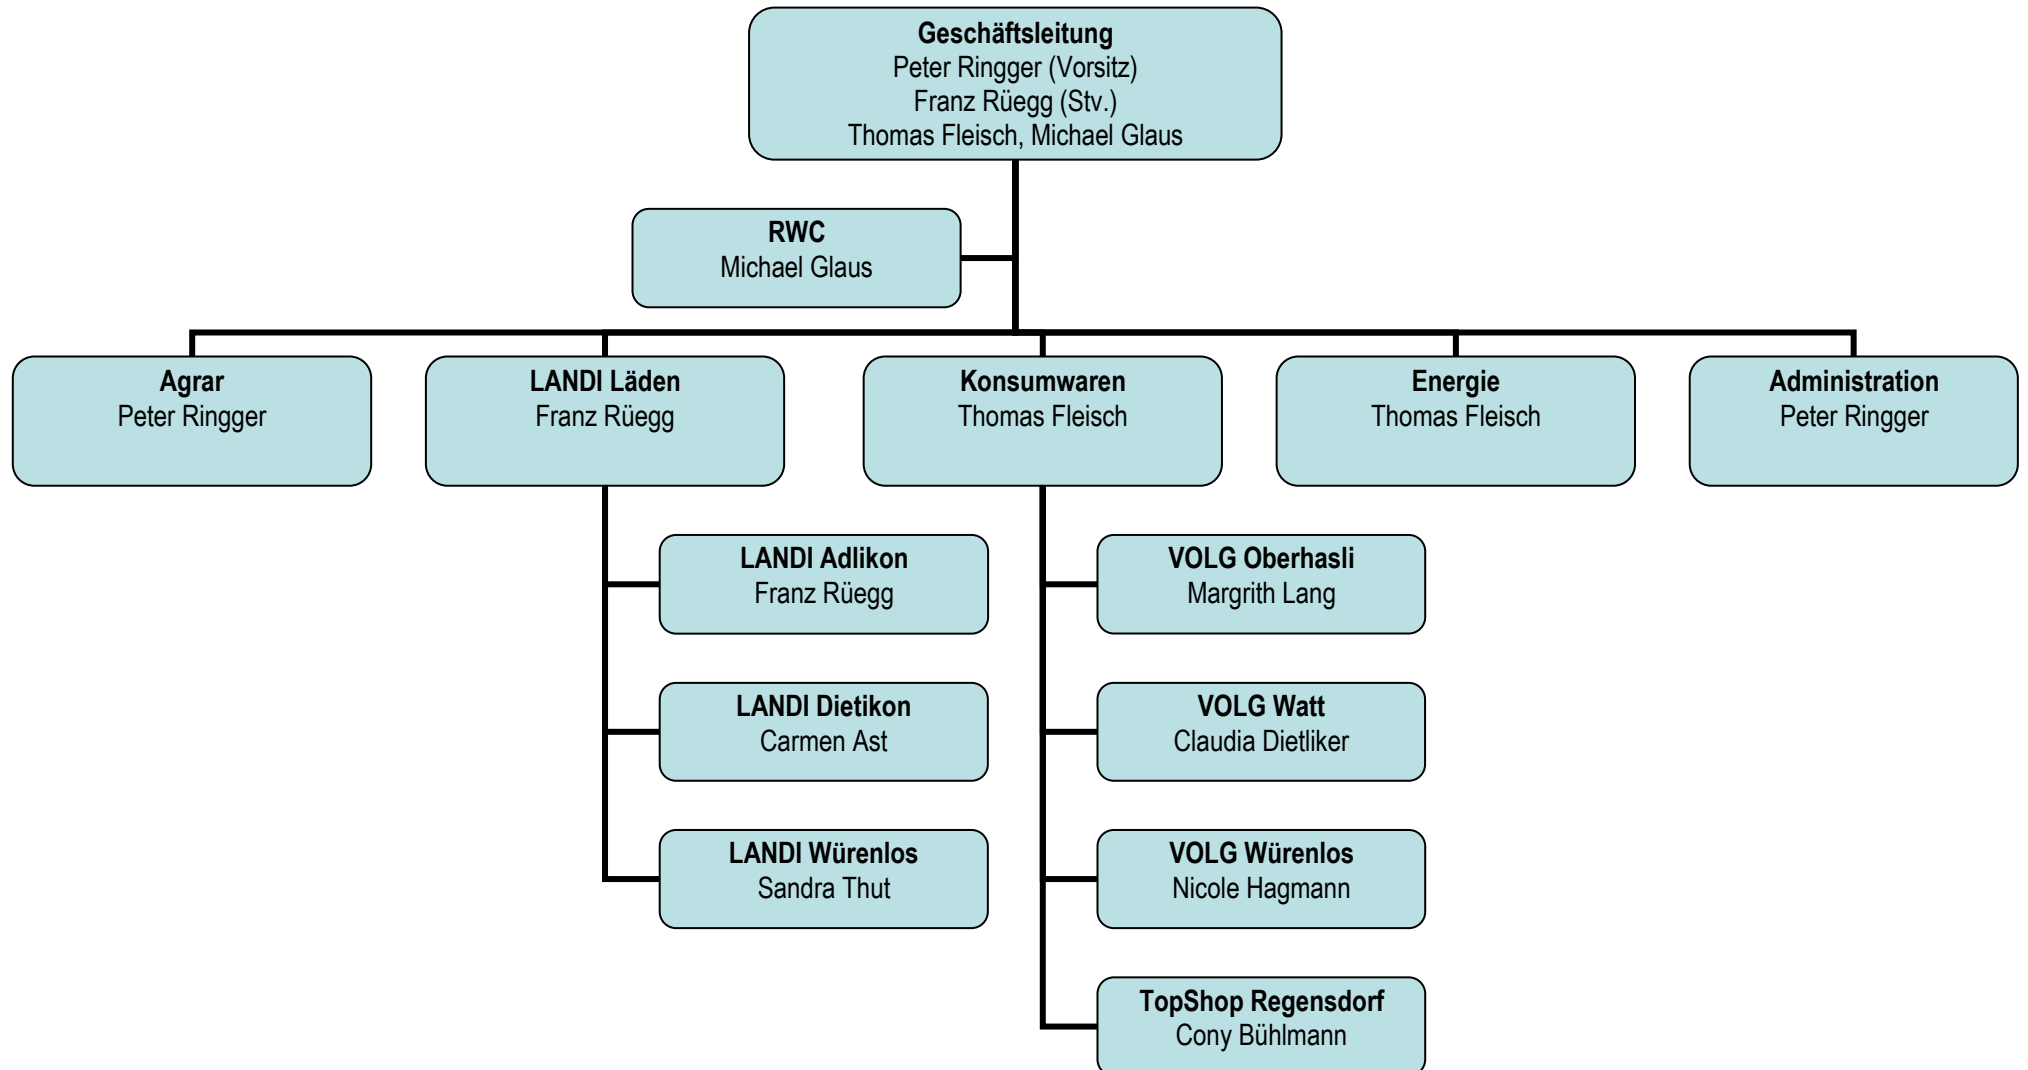 Geschäftsleitung
Peter Ringger (Vorsitz)
Franz Rüegg (Stv.)
Thomas Fleisch, Michael Glaus
RWC
Michael Glaus
Agrar
Peter Ringger
LANDI Läden
Franz Rüegg
Konsumwaren
Thomas Fleisch
Energie
Thomas Fleisch
Administration
Peter Ringger
LANDI Adlikon
Franz Rüegg
LANDI Dietikon
Carmen Ast
LANDI Würenlos
Sandra Thut
VOLG Oberhasli
Margrith Lang
VOLG Watt
Claudia Dietliker
VOLG Würenlos
Nicole Hagmann
TopShop Regensdorf
Cony Bühlmann